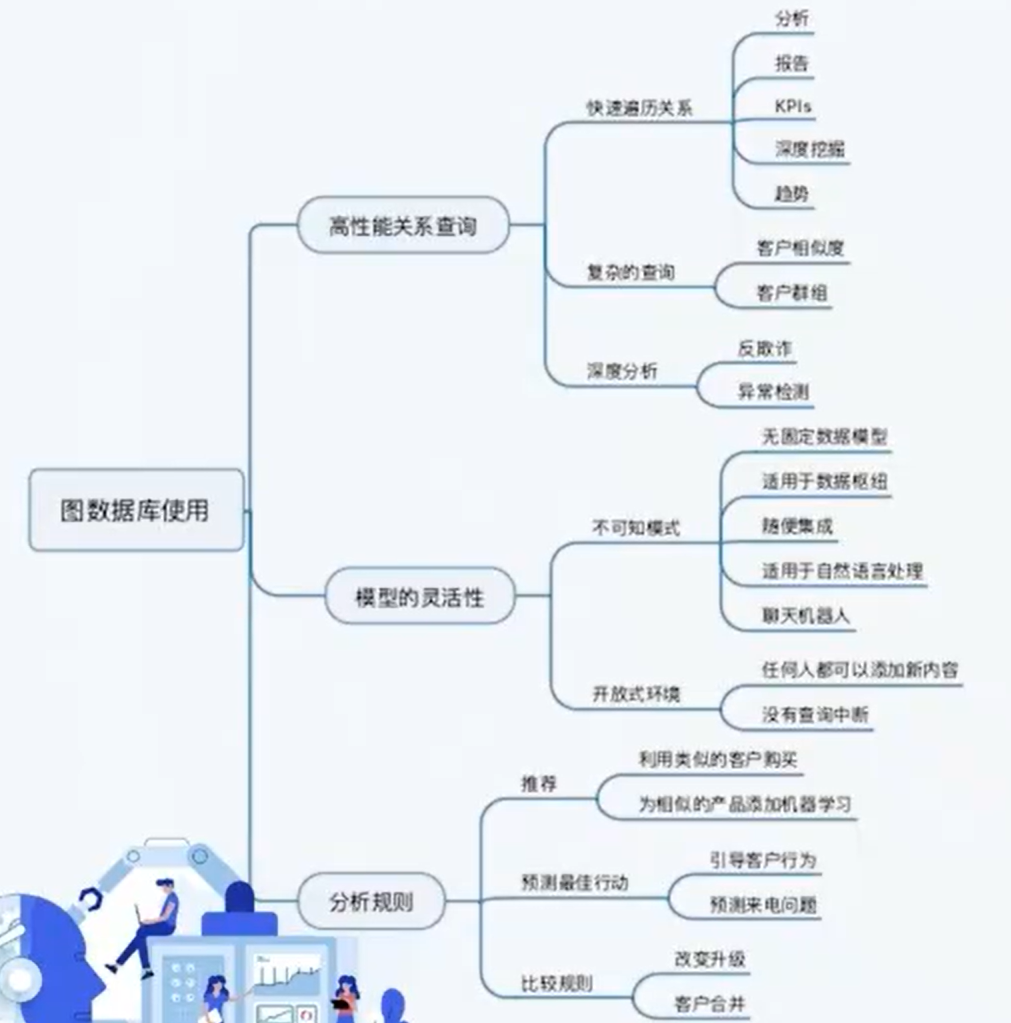 图数据库使用
高性能关系查询
快速遍历关系
分析
报告
KPIs
深度挖掘
趋势
复杂的查询
客户相似度
客户群组
深度分析
反欺诈
异常检测
模型的灵活性
不可知模式
无固定数据模型
适用于数据枢纽
随便集成
适用于自然语言处理
聊天机器人
开放式环境
任何人都可以添加新内容
没有查询中断
分析规则
推荐
利用类似的客户购买
为相似的产品添加机器学习
预测最佳行动
引导客户行为
预测来电问题
比较规则
改变升级
客户合并